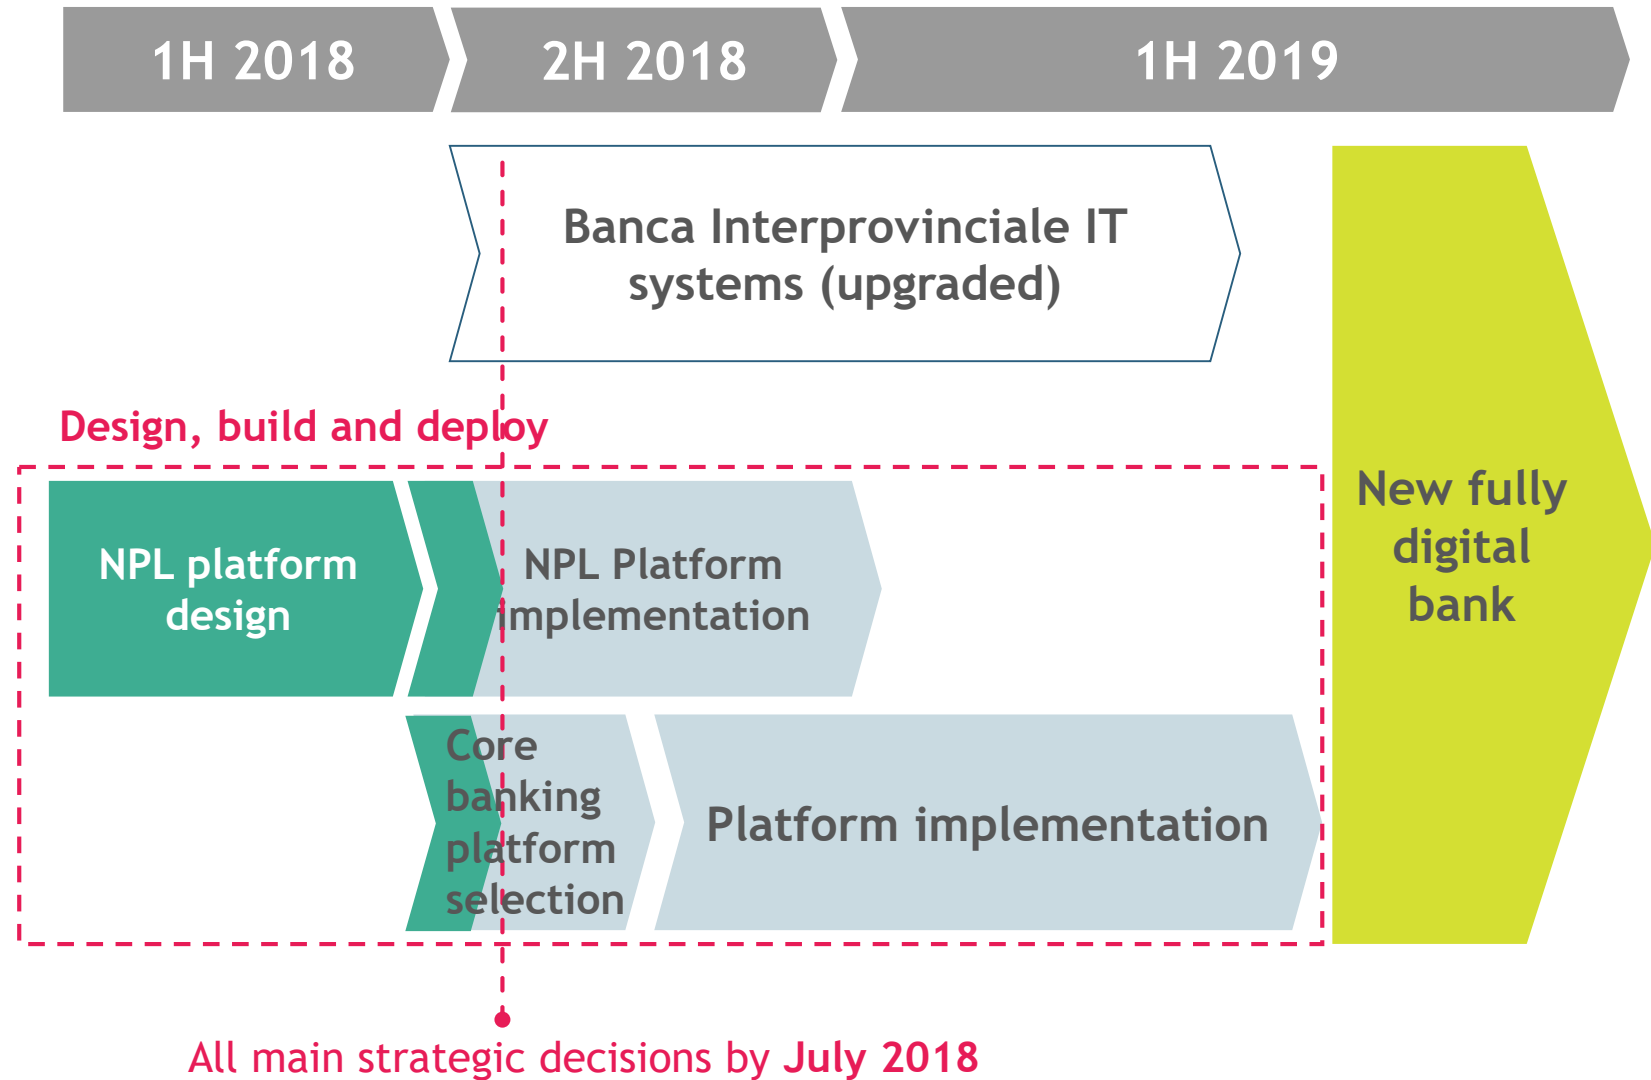 1H 2018
2H 2018
1H 2019
Banca Interprovinciale IT
systems (upgraded)
Design, build and deploy
NPL platform
design
NPL Platform
implementation
New fully
digital
bank
Core
banking
platform
selection
Platform implementation
All main strategic decisions by July 2018